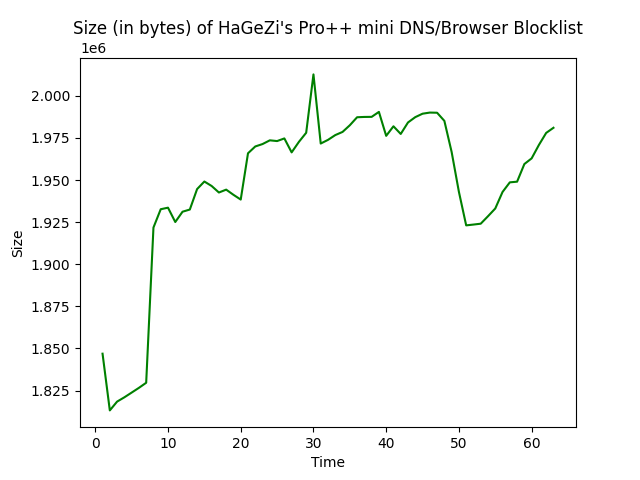 Size (in bytes) of HaGeZi's Pro++ mini DNS/Browser Blocklist
1e6
2.000
1.975
1.950
1.925
1.900
1.875
1.850
1.825
Size
0 10 20 30 40 50 60
Time